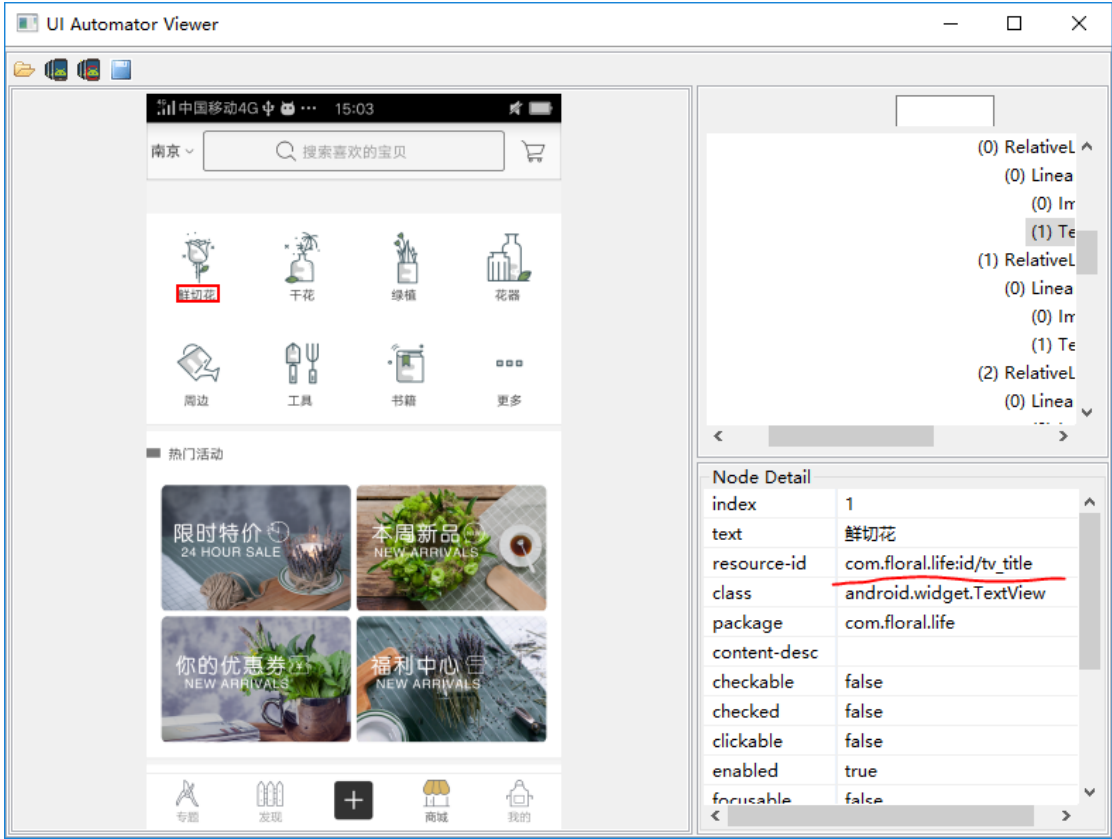 UI Automator Viewer
中国移动4G ··· 15:03
南京 搜索喜欢的宝贝
鲜切花 干花 绿植 花器
周边 工具 书籍 更多
热门活动
限时特价 本周新品
24 HOUR SALE NEW ARRIVALS
你的优惠券 福利中心
NEW ARRIVALS NEW ARRIVALS
专题 发现 商城 我的
(0) RelativeL
(0) Linea
(0) Im
(1) Te
(1) RelativeL
(0) Linea
(0) Im
(1) Te
(2) RelativeL
(0) Linea
Node Detail
index 1
text 鲜切花
resource-id com.floral.life:id/tv_title
class android.widget.TextView
package com.floral.life
content-desc
checkable false
checked false
clickable false
enabled true
focusable false